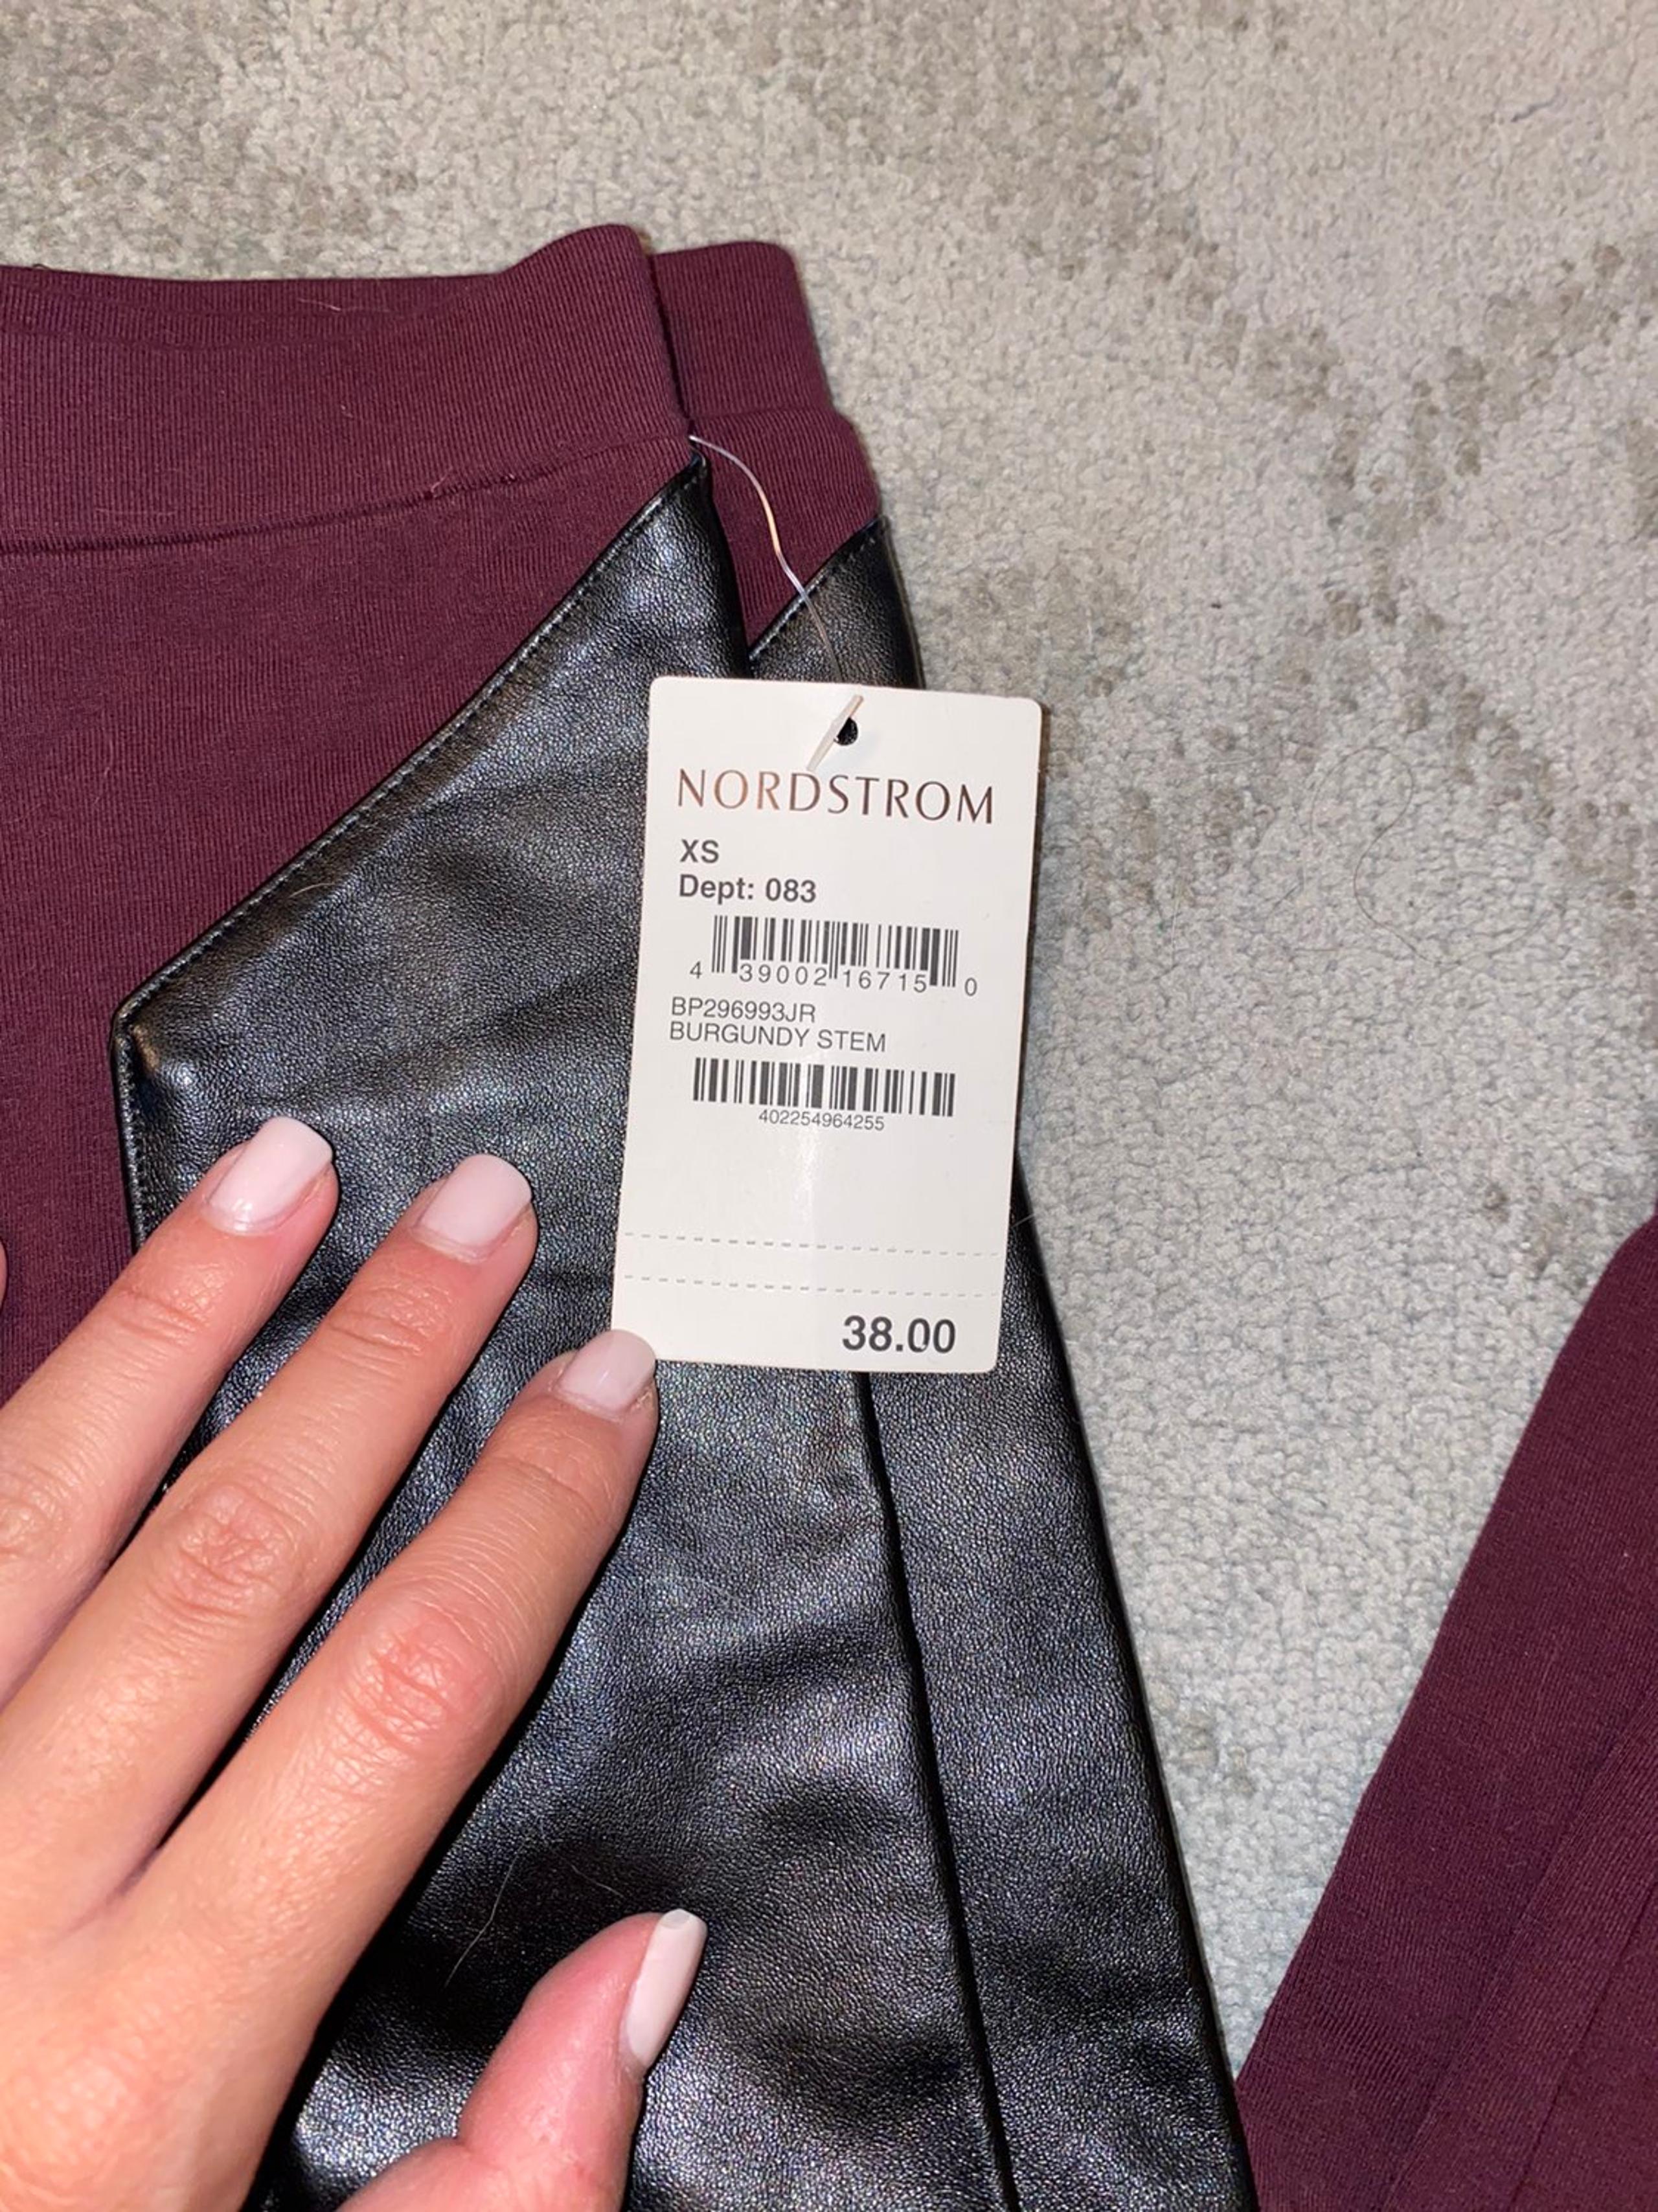 NORDSTROM
XS
Dept: 083
4 39002 16715 0
BP296993JR
BURGUNDY STEM
402254964255
38.00